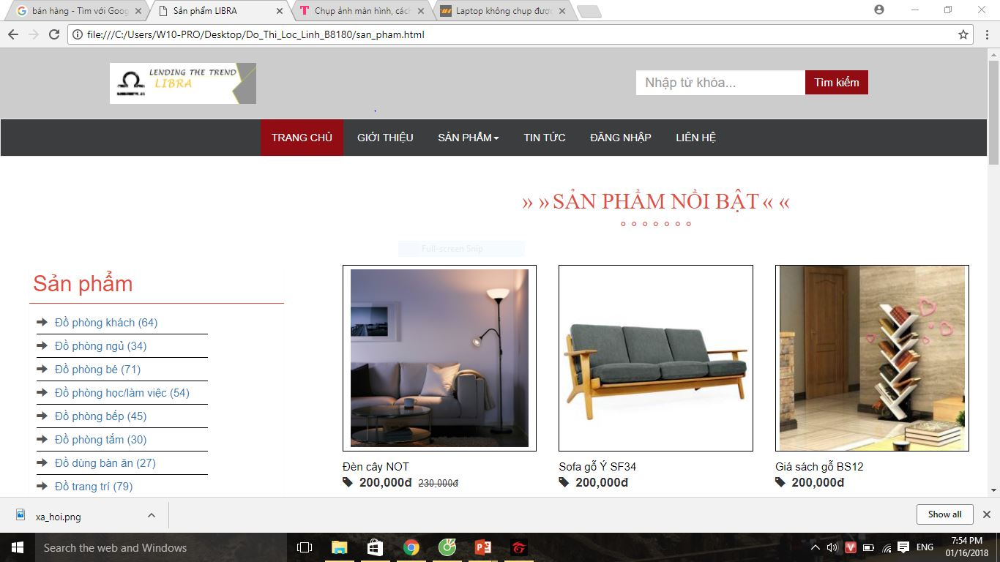 bán hàng - Tìm với Goog
Sản phẩm LIBRA
Chụp ảnh màn hình, cách
Laptop không chụp được
file:///C:/Users/W10-PRO/Desktop/Do_Thi_Loc_Linh_B8180/san_pham.html
LENDING THE TREND
LIBRA
Nhập từ khóa...
Tìm kiếm
TRANG CHỦ GIỚI THIỆU SẢN PHẨM TIN TỨC ĐĂNG NHẬP LIÊN HỆ
» » SẢN PHẨM NỔI BẬT « «
Full-screen Snip
Sản phẩm
Đồ phòng khách (64)
Đồ phòng ngủ (34)
Đồ phòng bé (71)
Đồ phòng học/làm việc (54)
Đồ phòng bếp (45)
Đồ phòng tắm (30)
Đồ dùng bàn ăn (27)
Đồ trang trí (79)
Đèn cây NOT
200,000đ 230,000đ
Sofa gỗ Ý SF34
200,000đ
Giá sách gỗ BS12
200,000đ
xa_hoi.png
Show all
Search the web and Windows
ENG
7:54 PM
01/16/2018